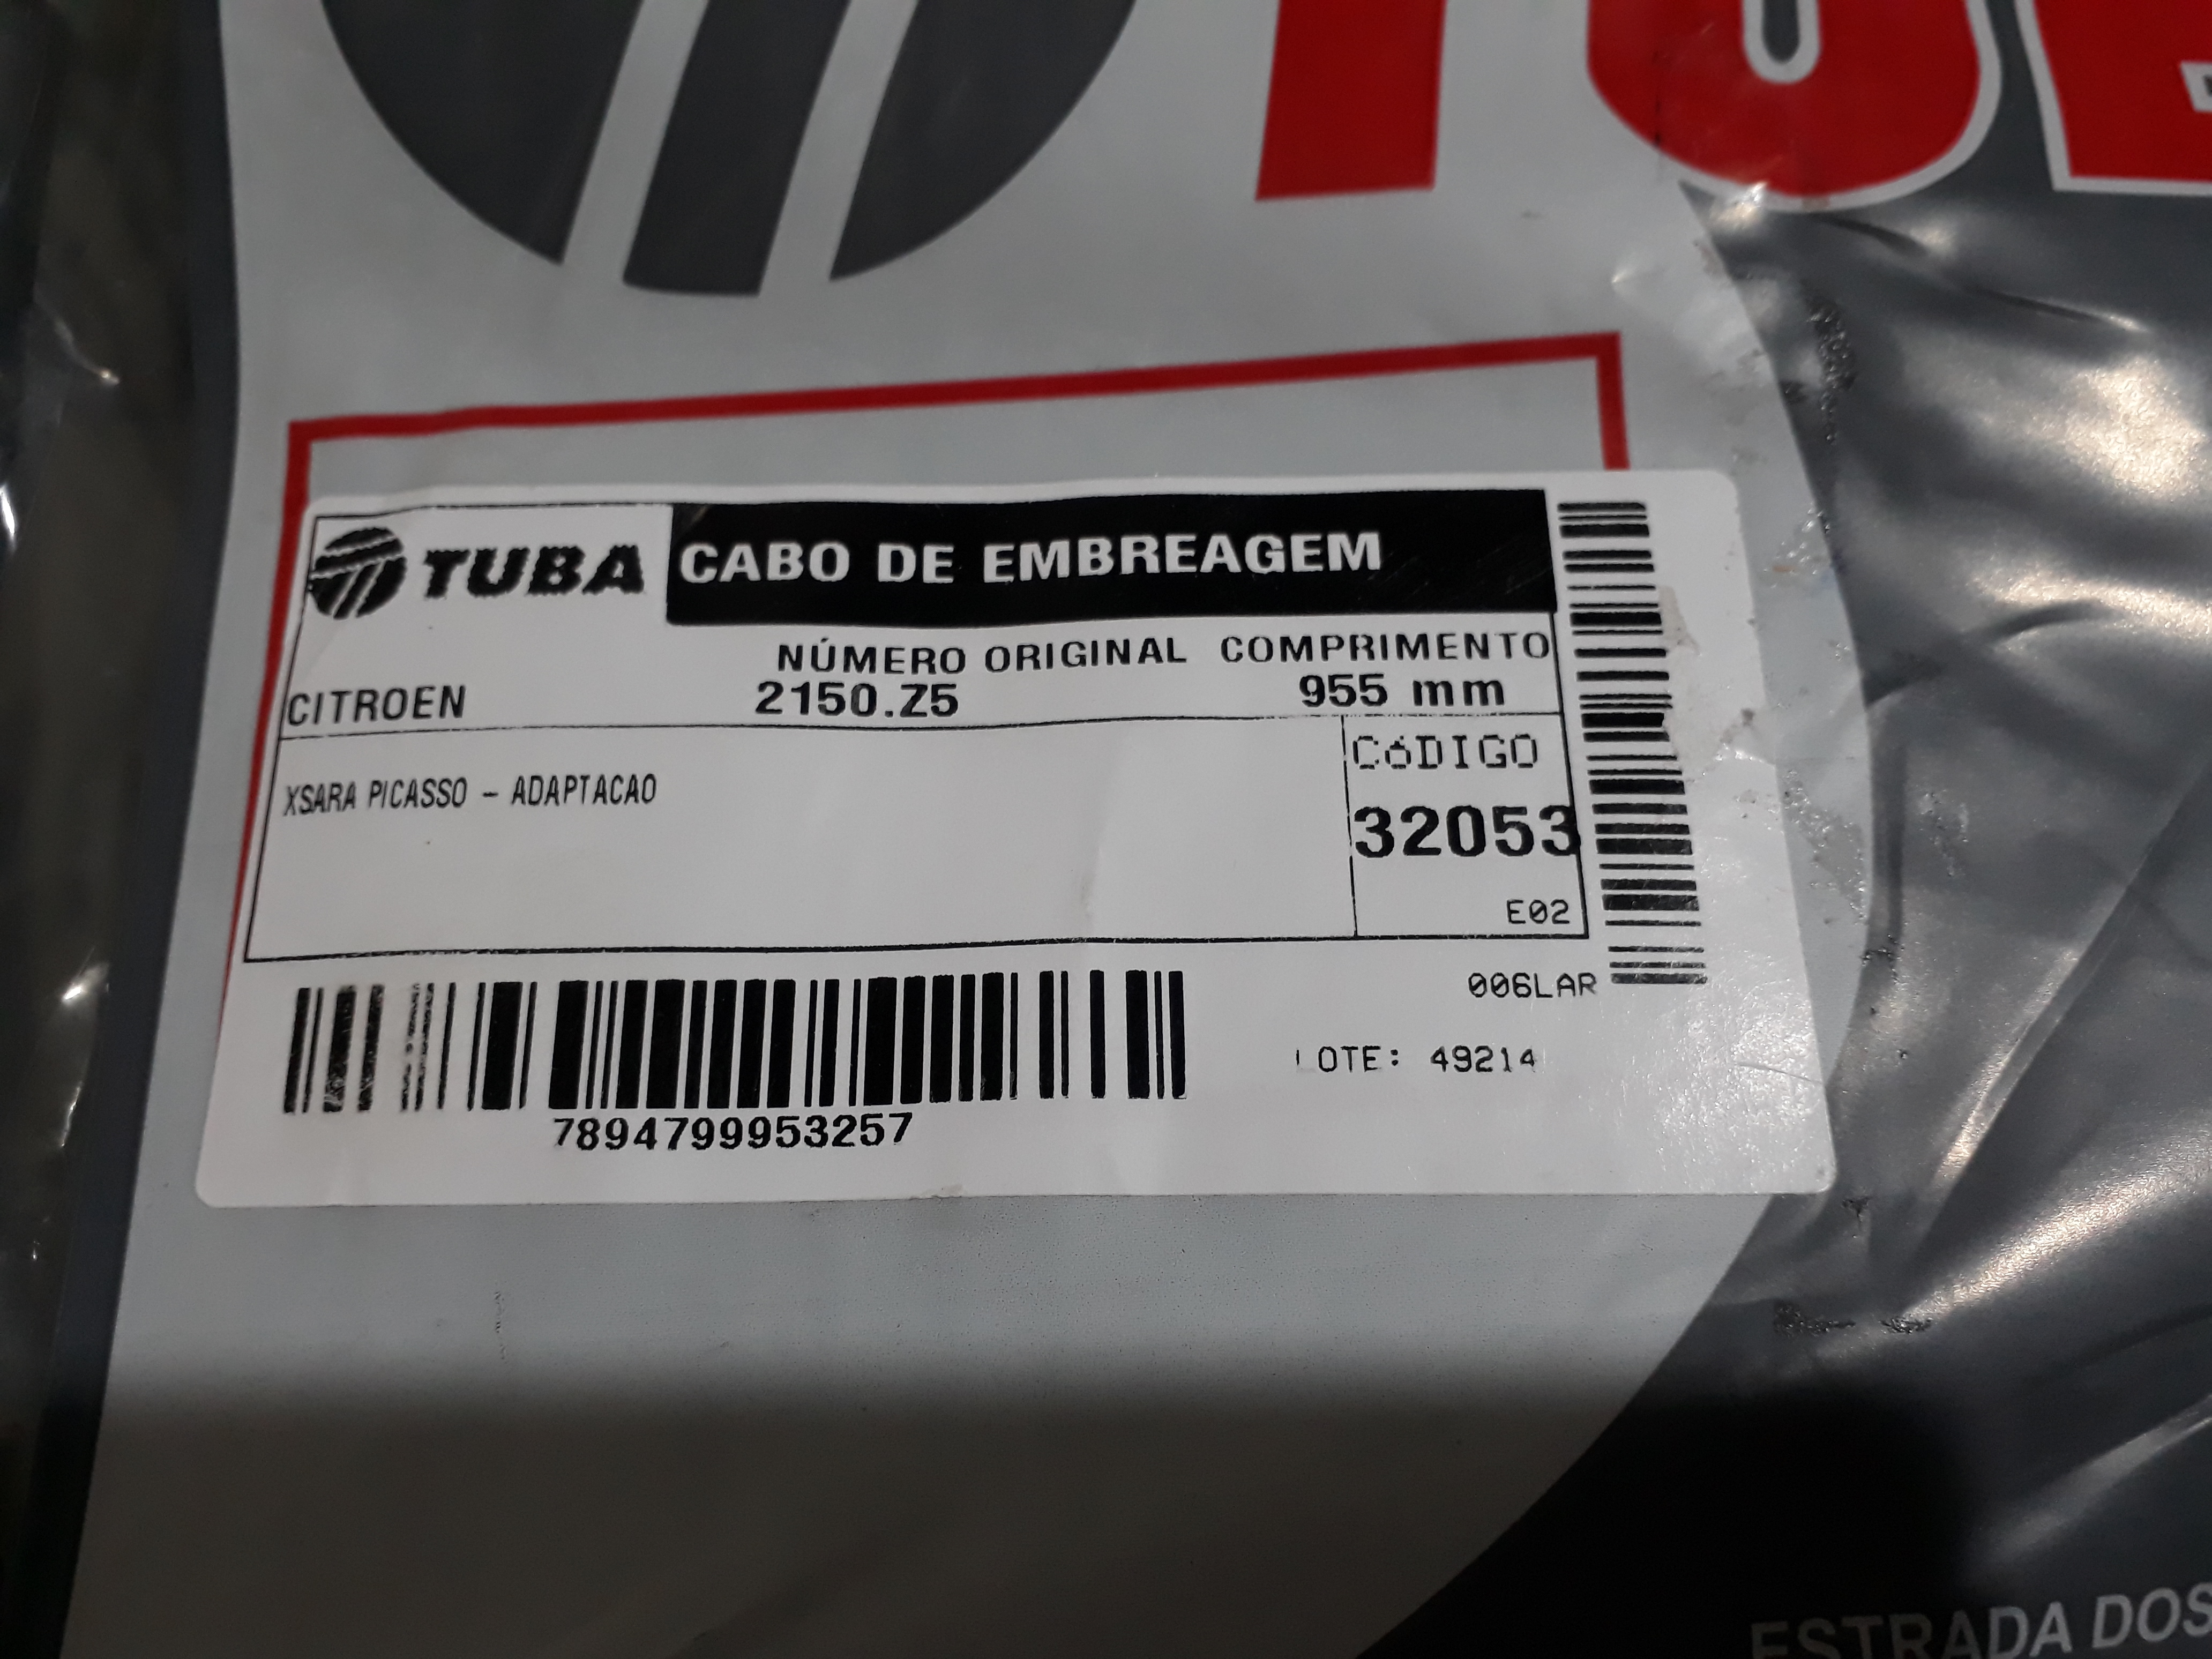 TUBA CABO DE EMBREAGEM
NÚMERO ORIGINAL COMPRIMENTO
CITROEN 2150.Z5 955 mm
XSARA PICASSO - ADAPTACAO
CóDIGO
32053
E02
006LAR
LOTE: 49214
7894799953257
ESTRADA DOS